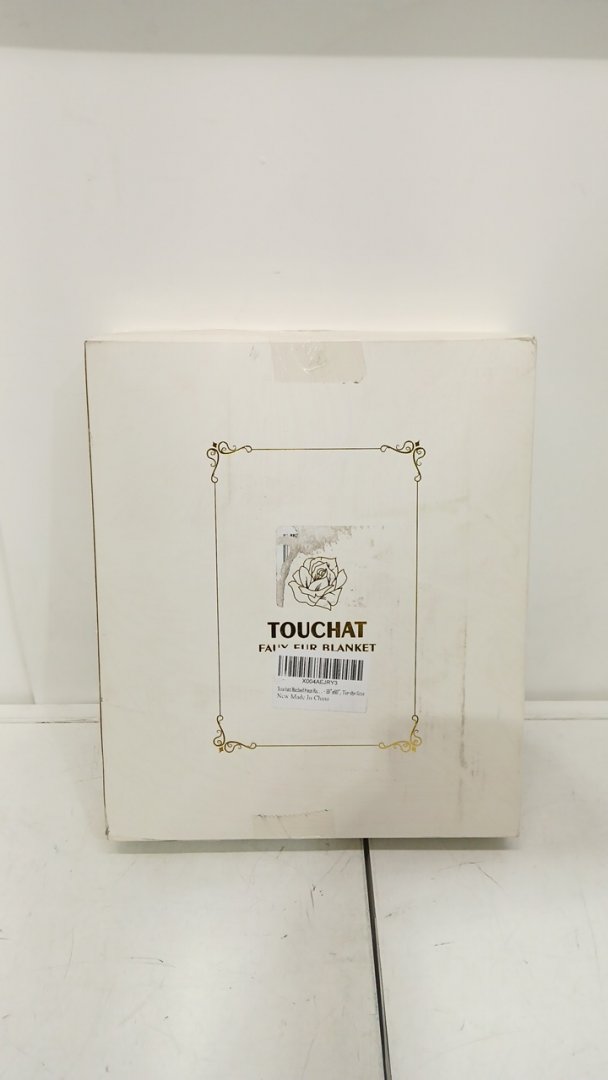 TOUCHAT
FAUX FUR BLANKET
X004AEJRY3
New Made In China